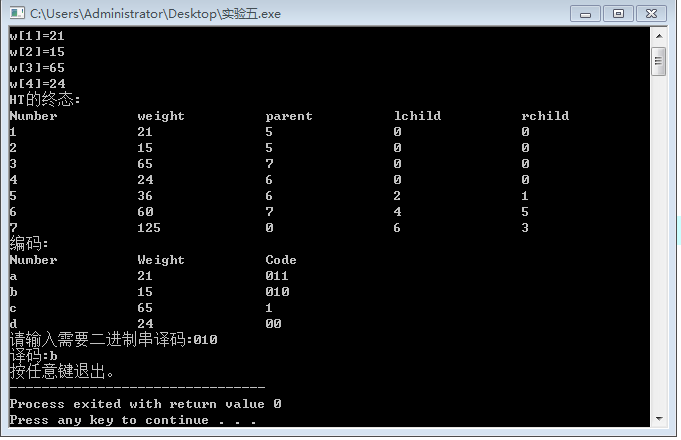 C:\Users\Administrator\Desktop\实验五.exe
w[1]=21
w[2]=15
w[3]=65
w[4]=24
HT的终态:
Number weight parent lchild rchild
1 21 5 0 0
2 15 5 0 0
3 65 7 0 0
4 24 6 0 0
5 36 6 2 1
6 60 7 4 5
7 125 0 6 3
编码:
Number Weight Code
a 21 011
b 15 010
c 65 1
d 24 00
请输入需要二进制串译码:010
译码:b
按任意键退出。
--------------------------------
Process exited with return value 0
Press any key to continue . . .